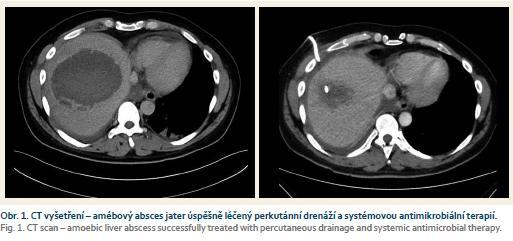 Obr. 1. CT vyšetření – amébový absces jater úspěšně léčený perkutánní drenáží a systémovou antimikrobiální terapií.
Fig. 1. CT scan – amoebic liver abscess successfully treated with percutaneous drainage and systemic antimicrobial therapy.